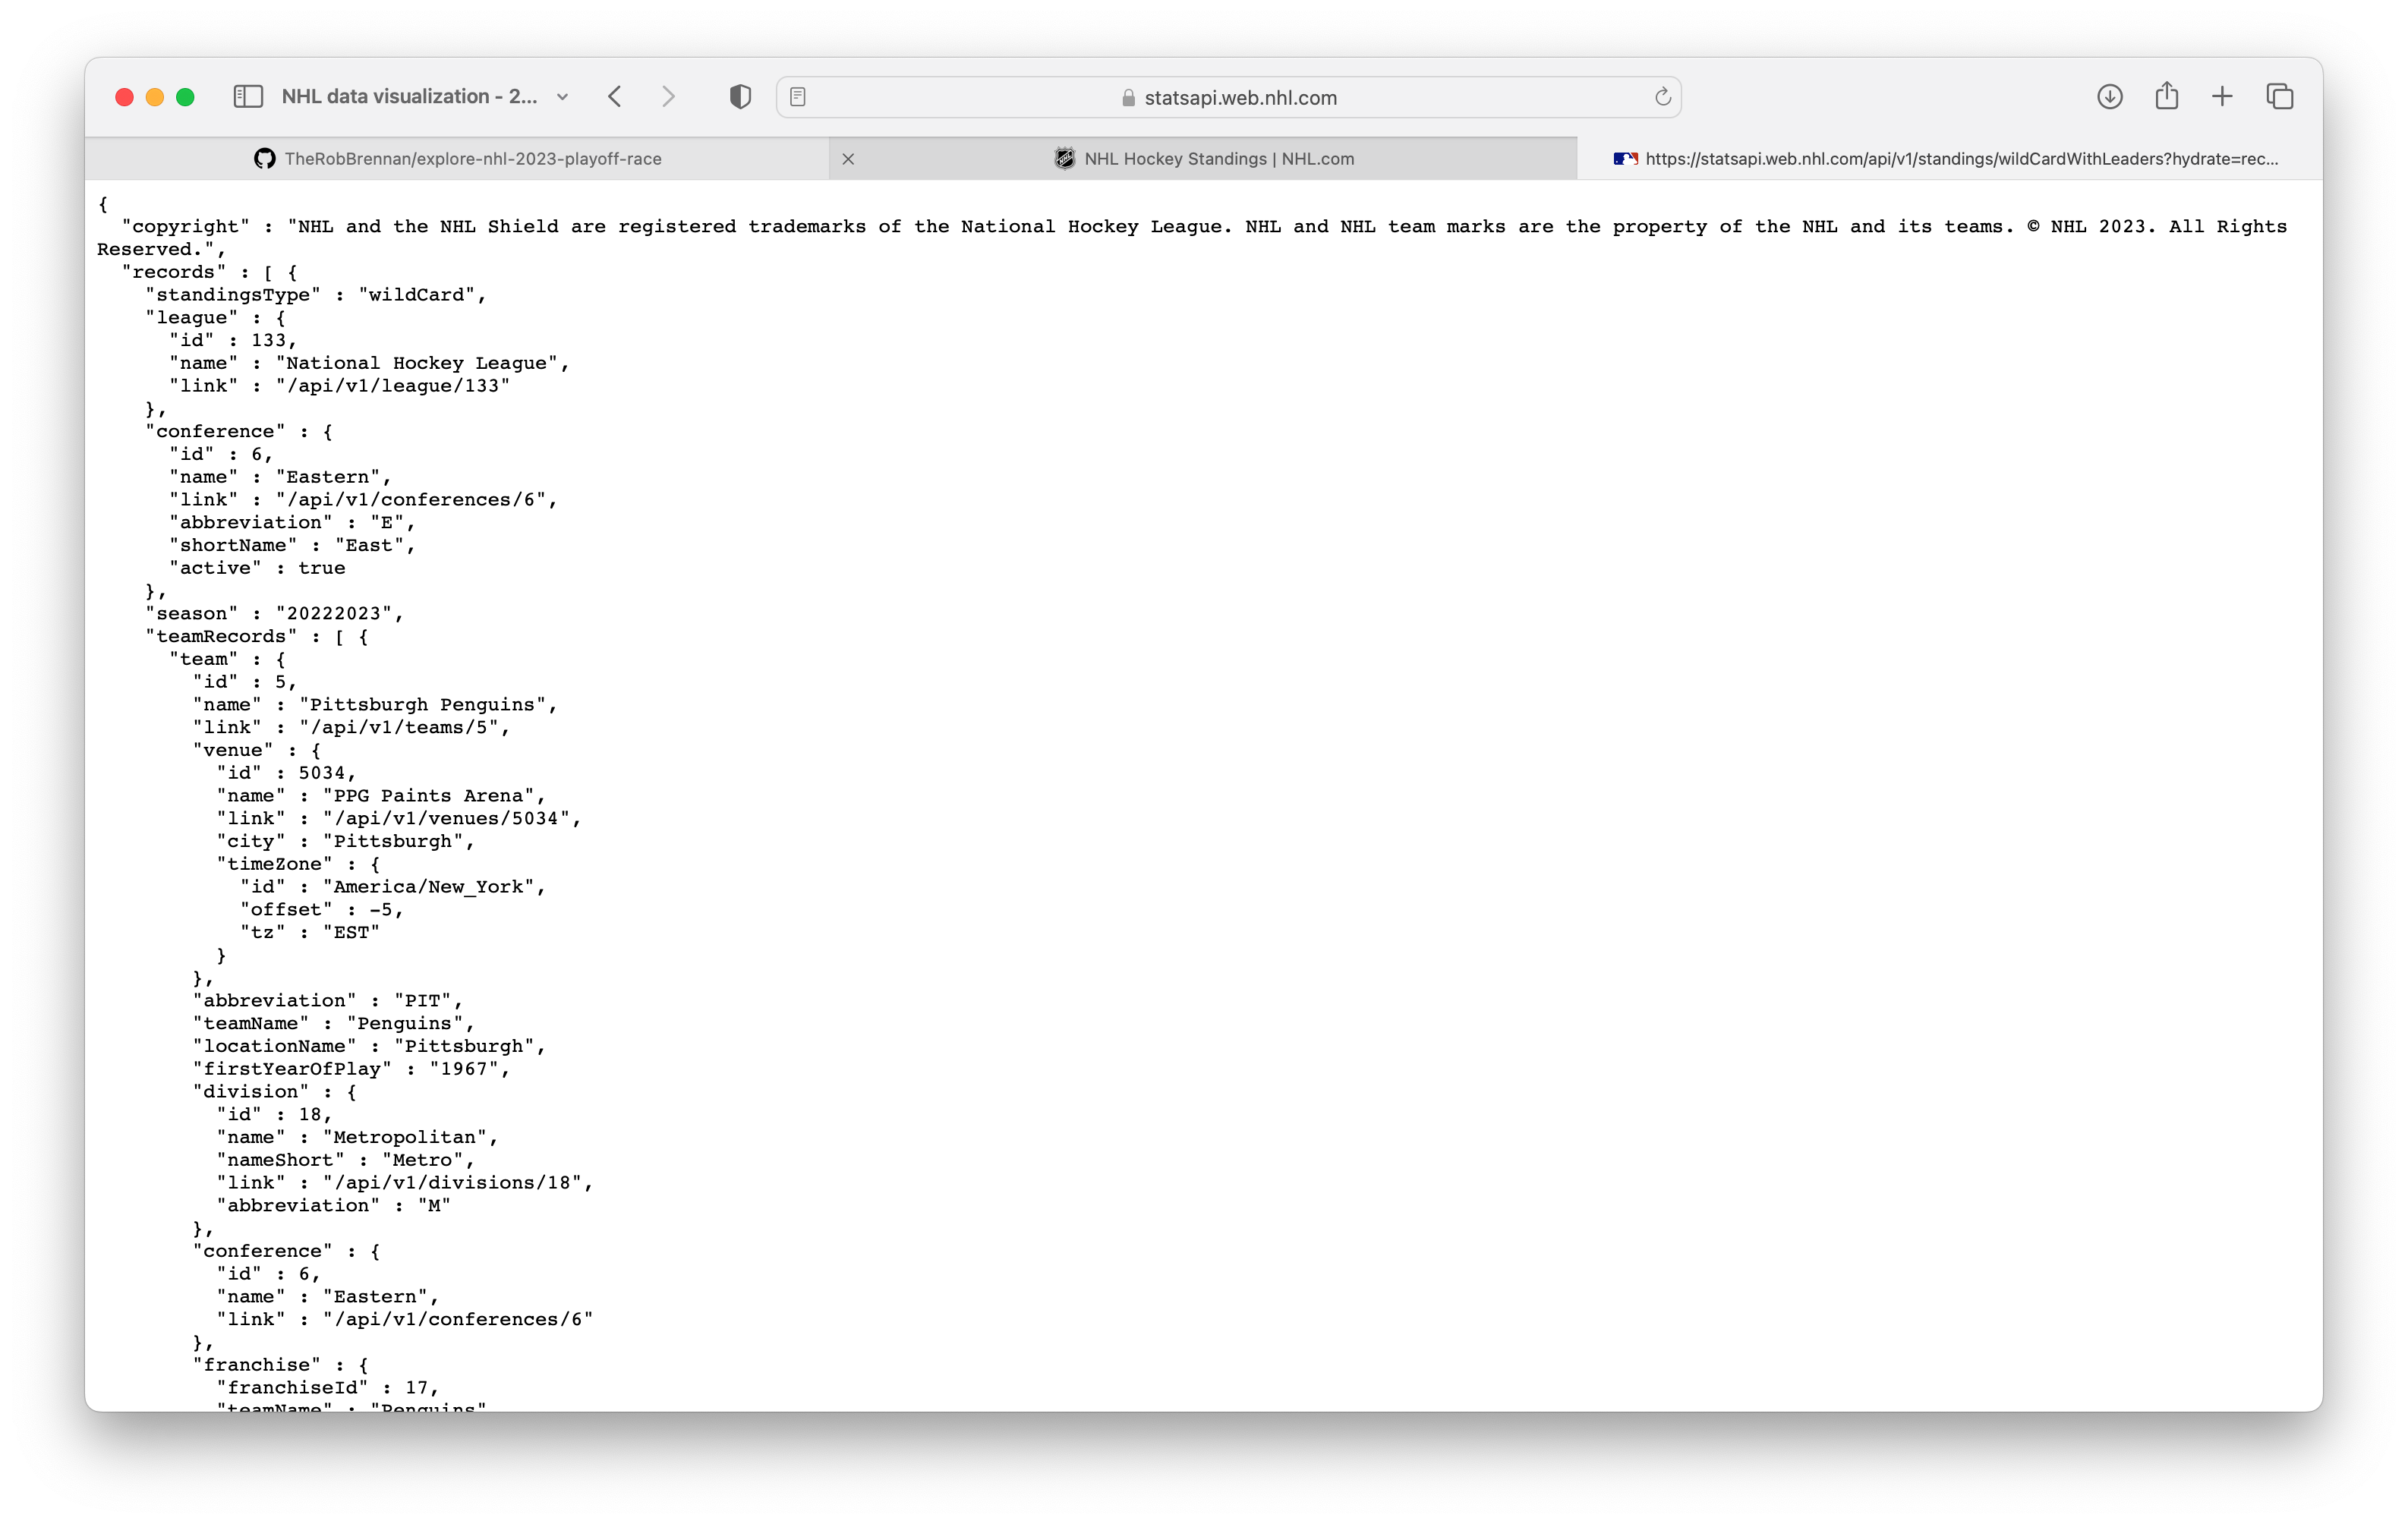 NHL data visualization - 2...
statsapi.web.nhl.com
TheRobBrennan/explore-nhl-2023-playoff-race
NHL Hockey Standings | NHL.com
https://statsapi.web.nhl.com/api/v1/standings/wildCardWithLeaders?hydrate=rec...
{
"copyright" : "NHL and the NHL Shield are registered trademarks of the National Hockey League. NHL and NHL team marks are the property of the NHL and its teams. © NHL 2023. All Rights
Reserved.",
"records" : [ {
"standingsType" : "wildCard",
"league" : {
"id" : 133,
"name" : "National Hockey League",
"link" : "/api/v1/league/133"
},
"conference" : {
"id" : 6,
"name" : "Eastern",
"link" : "/api/v1/conferences/6",
"abbreviation" : "E",
"shortName" : "East",
"active" : true
},
"season" : "20222023",
"teamRecords" : [ {
"team" : {
"id" : 5,
"name" : "Pittsburgh Penguins",
"link" : "/api/v1/teams/5",
"venue" : {
"id" : 5034,
"name" : "PPG Paints Arena",
"link" : "/api/v1/venues/5034",
"city" : "Pittsburgh",
"timeZone" : {
"id" : "America/New_York",
"offset" : -5,
"tz" : "EST"
}
},
"abbreviation" : "PIT",
"teamName" : "Penguins",
"locationName" : "Pittsburgh",
"firstYearOfPlay" : "1967",
"division" : {
"id" : 18,
"name" : "Metropolitan",
"nameShort" : "Metro",
"link" : "/api/v1/divisions/18",
"abbreviation" : "M"
},
"conference" : {
"id" : 6,
"name" : "Eastern",
"link" : "/api/v1/conferences/6"
},
"franchise" : {
"franchiseId" : 17,
"teamName" : "Penguins"